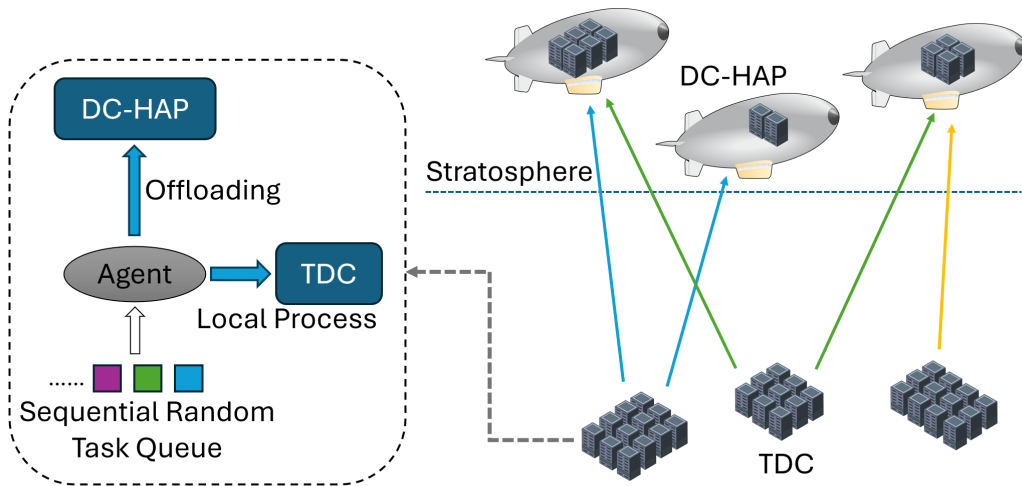 DC-HAP
Offloading
Agent
TDC
Local Process
......
Sequential Random
Task Queue
DC-HAP
Stratosphere
TDC